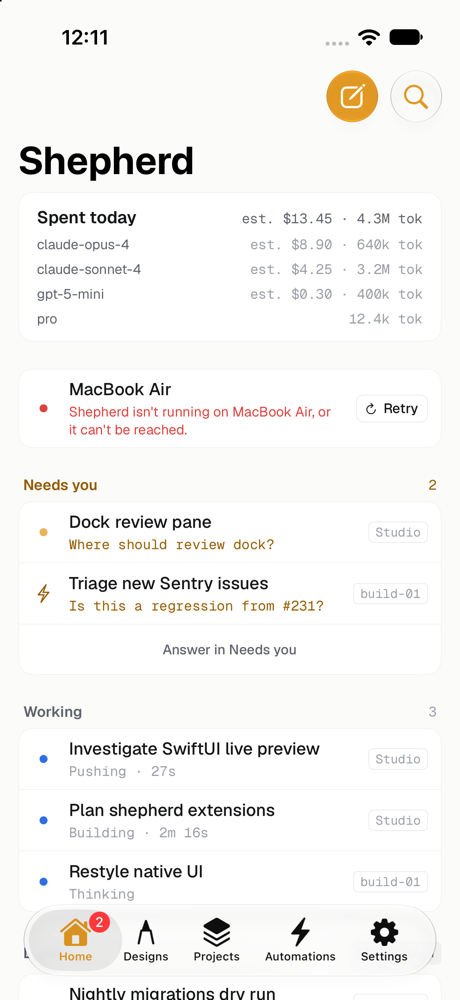 12:11
Shepherd
Spent today est. $13.45 · 4.3M tok
claude-opus-4 est. $8.90 · 640k tok
claude-sonnet-4 est. $4.25 · 3.2M tok
gpt-5-mini est. $0.30 · 400k tok
pro 12.4k tok
MacBook Air
Shepherd isn't running on MacBook Air, or
it can't be reached.
Retry
Needs you 2
Dock review pane
Where should review dock?
Studio
Triage new Sentry issues
Is this a regression from #231?
build-01
Answer in Needs you
Working 3
Investigate SwiftUI live preview
Pushing · 27s
Studio
Plan shepherd extensions
Building · 2m 16s
Studio
Restyle native UI
Thinking
build-01
2
Home Designs Projects Automations Settings
Nightly migrations dry run